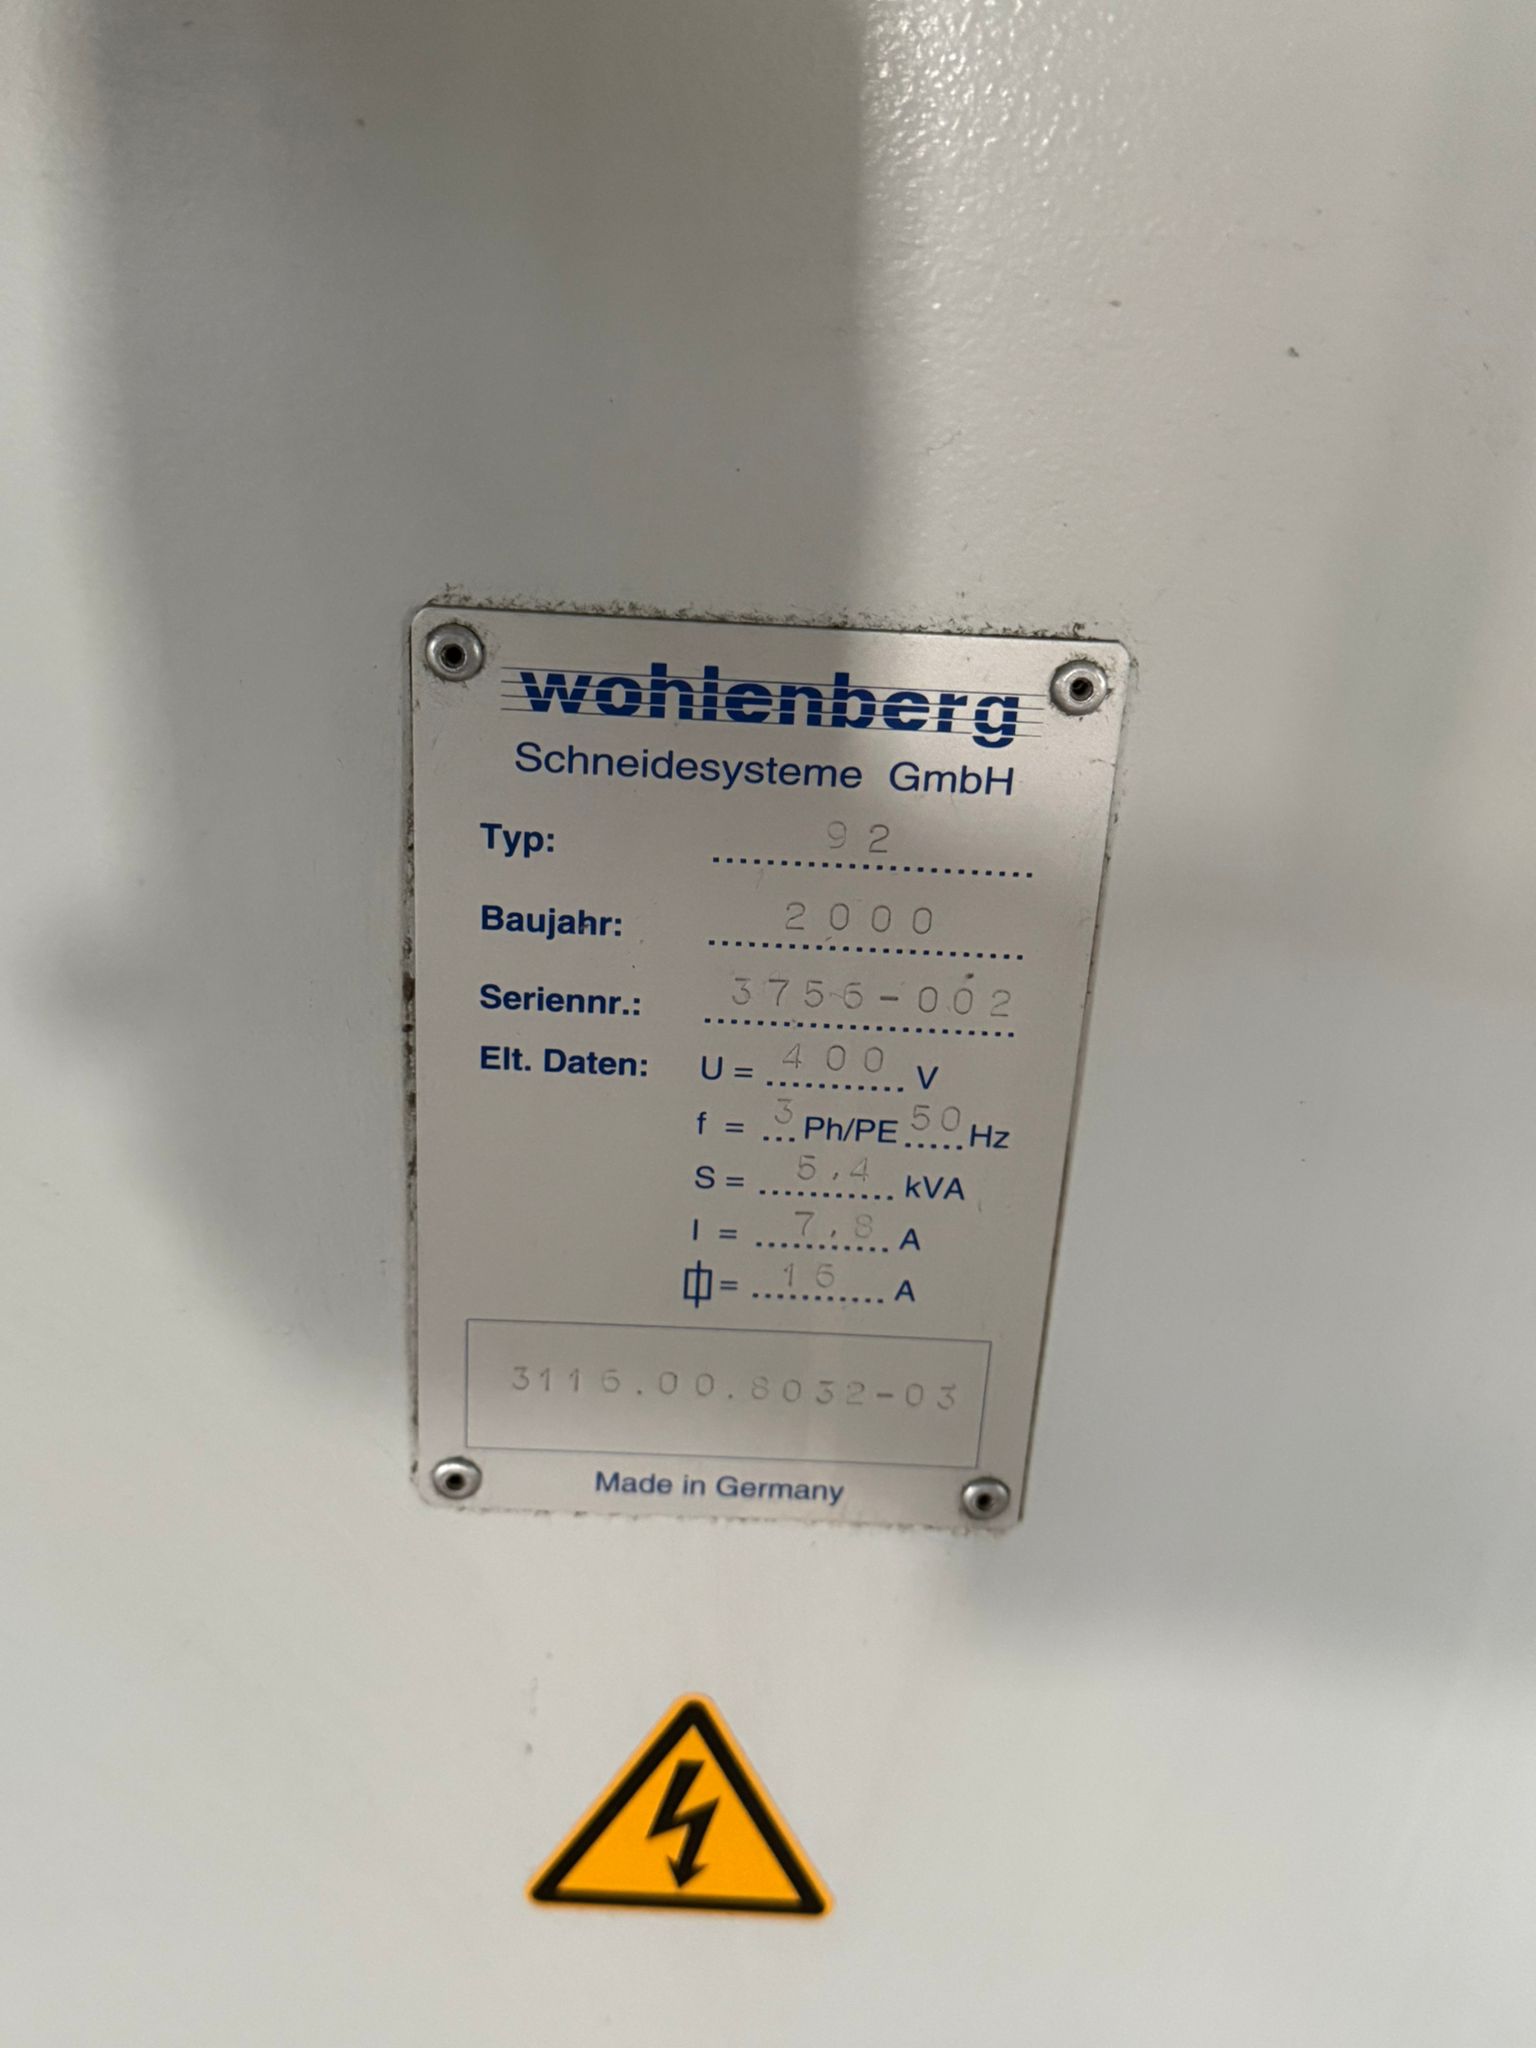 wohlenberg
Schneidesysteme GmbH
Typ: 92
Baujahr: 2000
Seriennr.: 3756-002
Elt. Daten: U = 400 V
f = 3 Ph/PE 50 Hz
S = 5,4 kVA
I = 7,8 A
= 16 A
3116.00.8032-03
Made in Germany